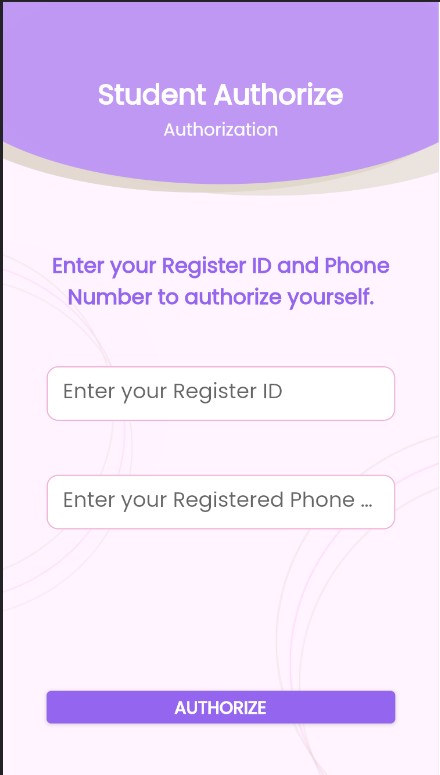 Student Authorize
Authorization
Enter your Register ID and Phone
Number to authorize yourself.
Enter your Register ID
Enter your Registered Phone ...
AUTHORIZE